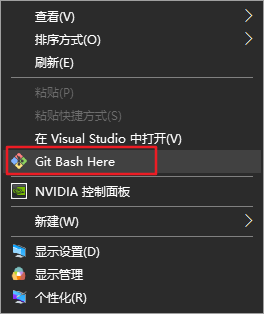 查看(V)
排序方式(O)
刷新(E)
粘贴(P)
粘贴快捷方式(S)
在 Visual Studio 中打开(V)
Git Bash Here
NVIDIA 控制面板
新建(W)
显示设置(D)
显示管理
个性化(R)